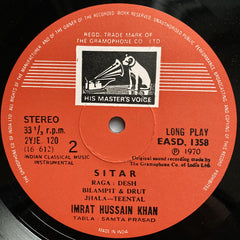 REGD. TRADE MARK OF
THE GRAMOPHONE CO. LTD.
HIS MASTER'S VOICE
STEREO
33⅓ r.p.m.
2YJE. 120
(16-612)
2
INDIAN CLASSICAL MUSIC
INSTRUMENTAL
LONG PLAY
EASD. 1358
℗ 1970
Original sound recording made by
The Gramophone Co. of India Ltd.
SITAR
RAGA : DESH
BILAMPIT & DRUT
JHALA—TEENTAL
IMRAT HUSSAIN KHAN
TABLA : SAMTA PRASAD
MADE IN INDIA